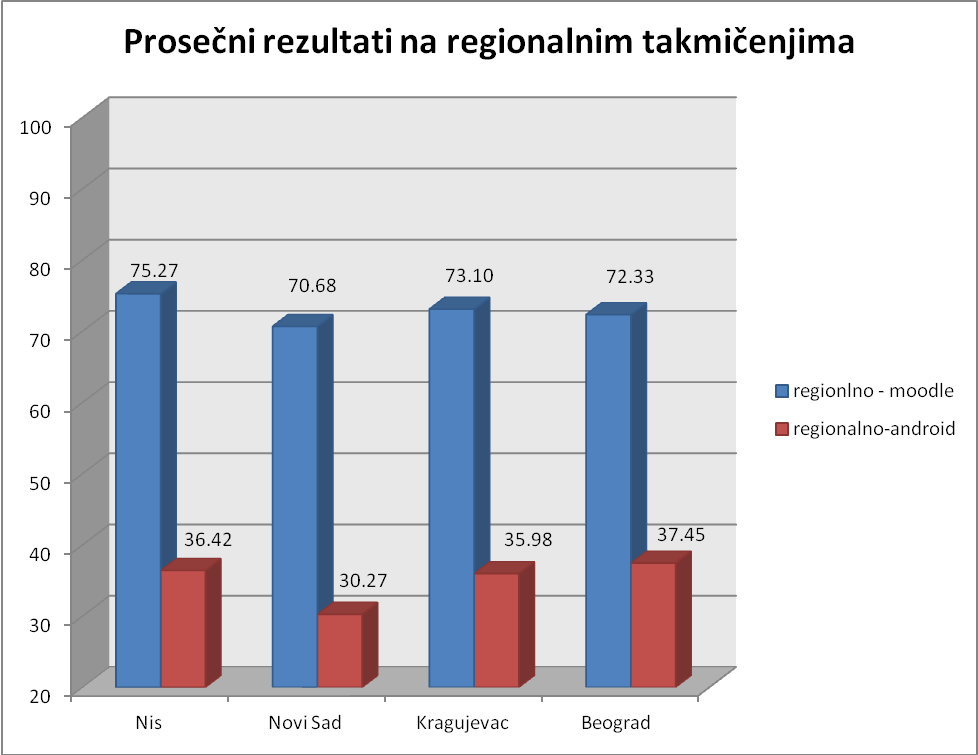 Prosečni rezultati na regionalnim takmičenjima
100
90
80
70
60
50
40
30
20
75.27
70.68
73.10
72.33
36.42
30.27
35.98
37.45
Nis
Novi Sad
Kragujevac
Beograd
regionlno - moodle
regionalno-android